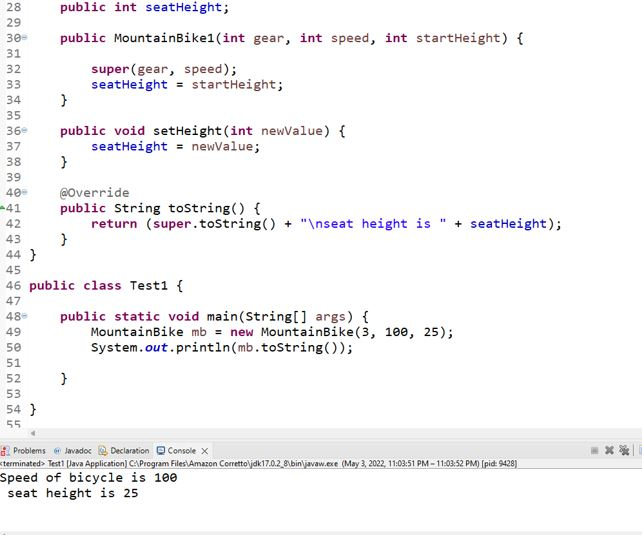 28 public int seatHeight;
29
30 public MountainBike1(int gear, int speed, int startHeight) {
31
32 super(gear, speed);
33 seatHeight = startHeight;
34 }
35
36 public void setHeight(int newValue) {
37 seatHeight = newValue;
38 }
39
40 @Override
41 public String toString() {
42 return (super.toString() + "\nseat height is " + seatHeight);
43 }
44 }
45
46 public class Test1 {
47
48 public static void main(String[] args) {
49 MountainBike mb = new MountainBike(3, 100, 25);
50 System.out.println(mb.toString());
51
52 }
53
54 }
55
Problems @ Javadoc Declaration Console
<terminated> Test1 [Java Application] C:\Program Files\Amazon Corretto\jdk17.0.2_8\bin\javaw.exe (May 3, 2022, 11:03:51 PM – 11:03:52 PM) [pid: 9428]
Speed of bicycle is 100
seat height is 25